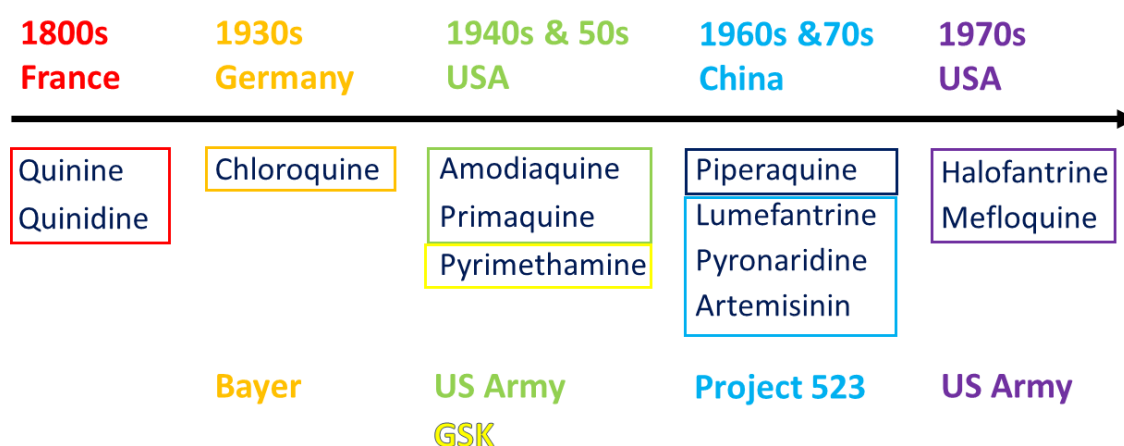 1800s
France
1930s
Germany
1940s & 50s
USA
1960s &70s
China
1970s
USA
Quinine
Quinidine
Chloroquine
Amodiaquine
Primaquine
Pyrimethamine
Piperaquine
Lumefantrine
Pyronaridine
Artemisinin
Halofantrine
Mefloquine
Bayer
US Army
GSK
Project 523
US Army